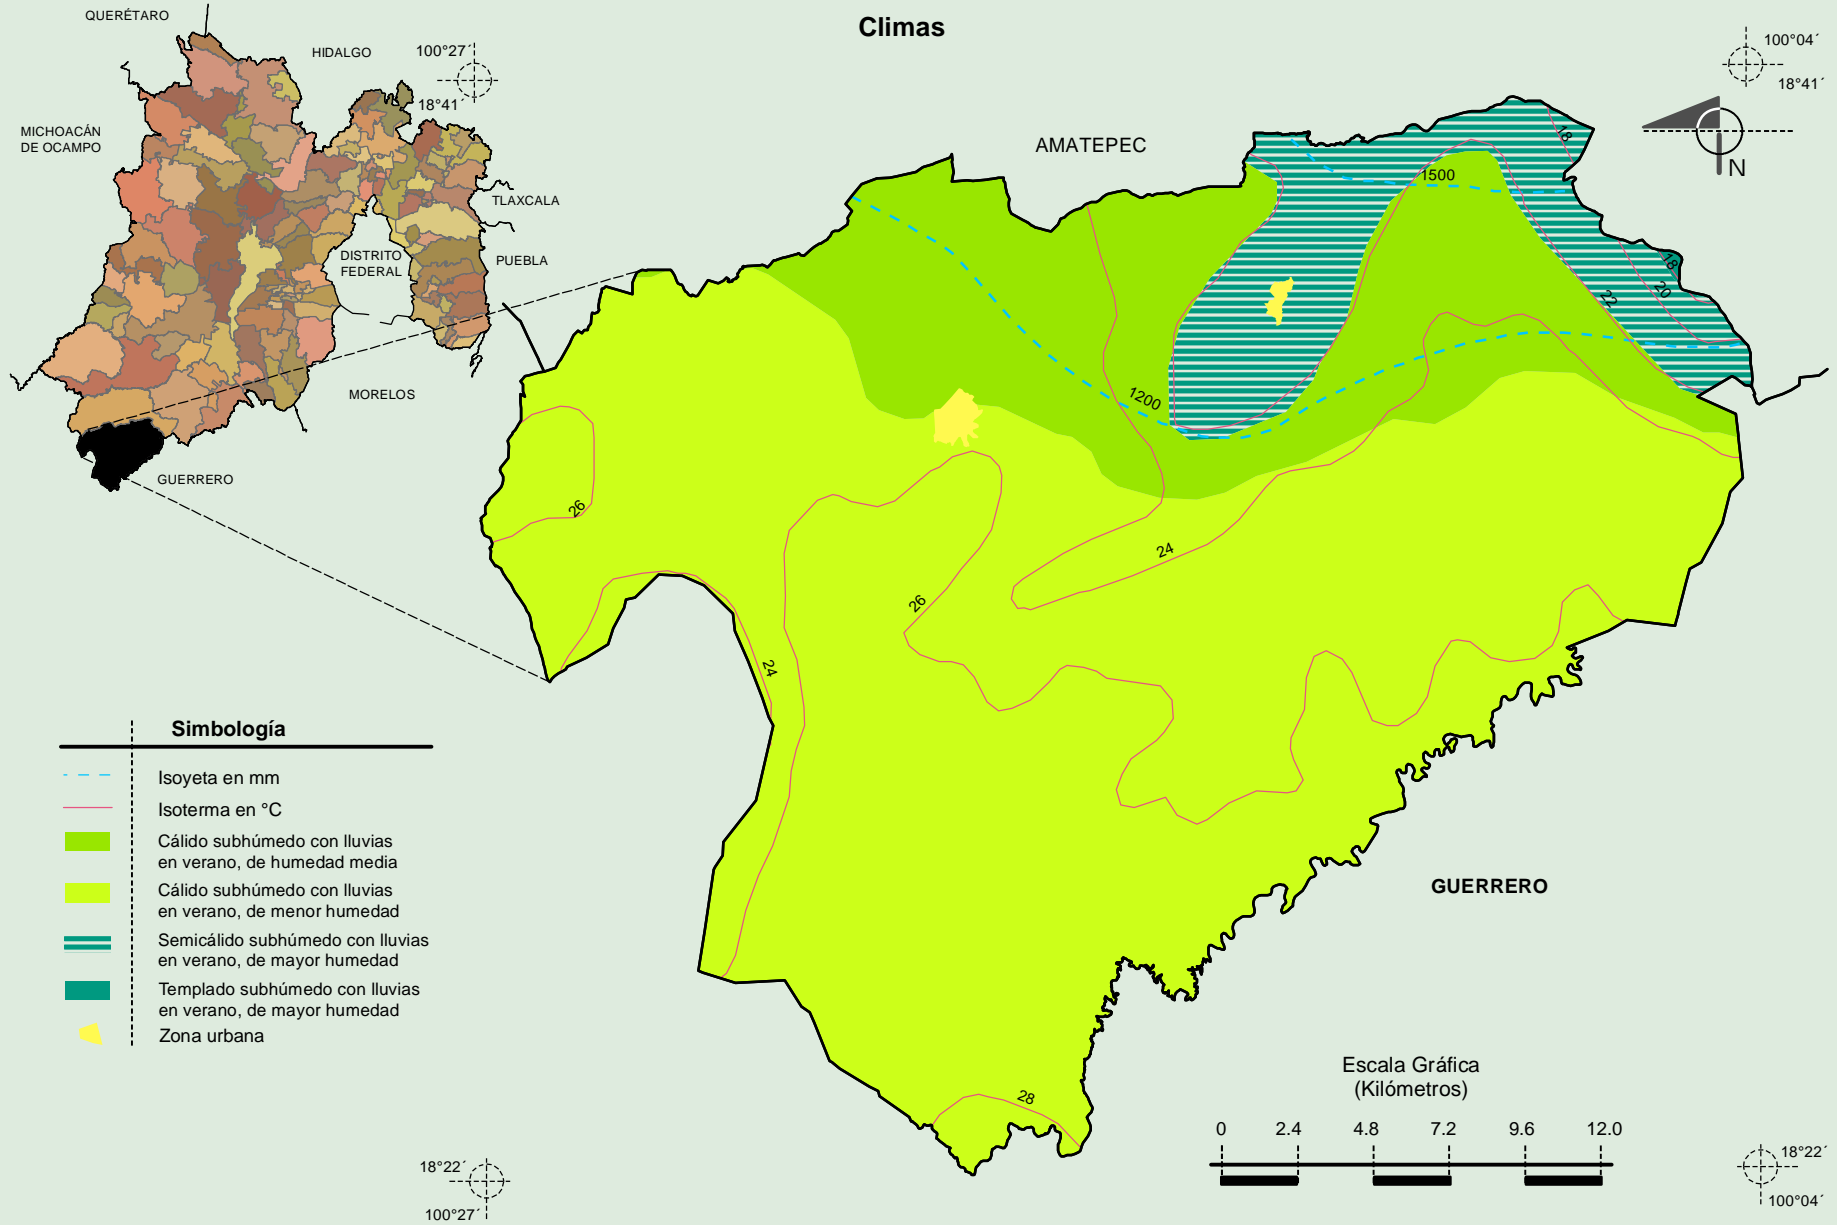 Climas
QUERÉTARO
HIDALGO
100°27´
18°41´
100°04´
18°41´
MICHOACÁN
DE OCAMPO
AMATEPEC
N
TLAXCALA
DISTRITO
FEDERAL
PUEBLA
MORELOS
GUERRERO
18
1500
18
20
22
1200
26
24
26
24
28
GUERRERO
Simbología
Isoyeta en mm
Isoterma en °C
Cálido subhúmedo con lluvias
en verano, de humedad media
Cálido subhúmedo con lluvias
en verano, de menor humedad
Semicálido subhúmedo con lluvias
en verano, de mayor humedad
Templado subhúmedo con lluvias
en verano, de mayor humedad
Zona urbana
Escala Gráfica
(Kilómetros)
0 2.4 4.8 7.2 9.6 12.0
18°22´
100°27´
18°22´
100°04´